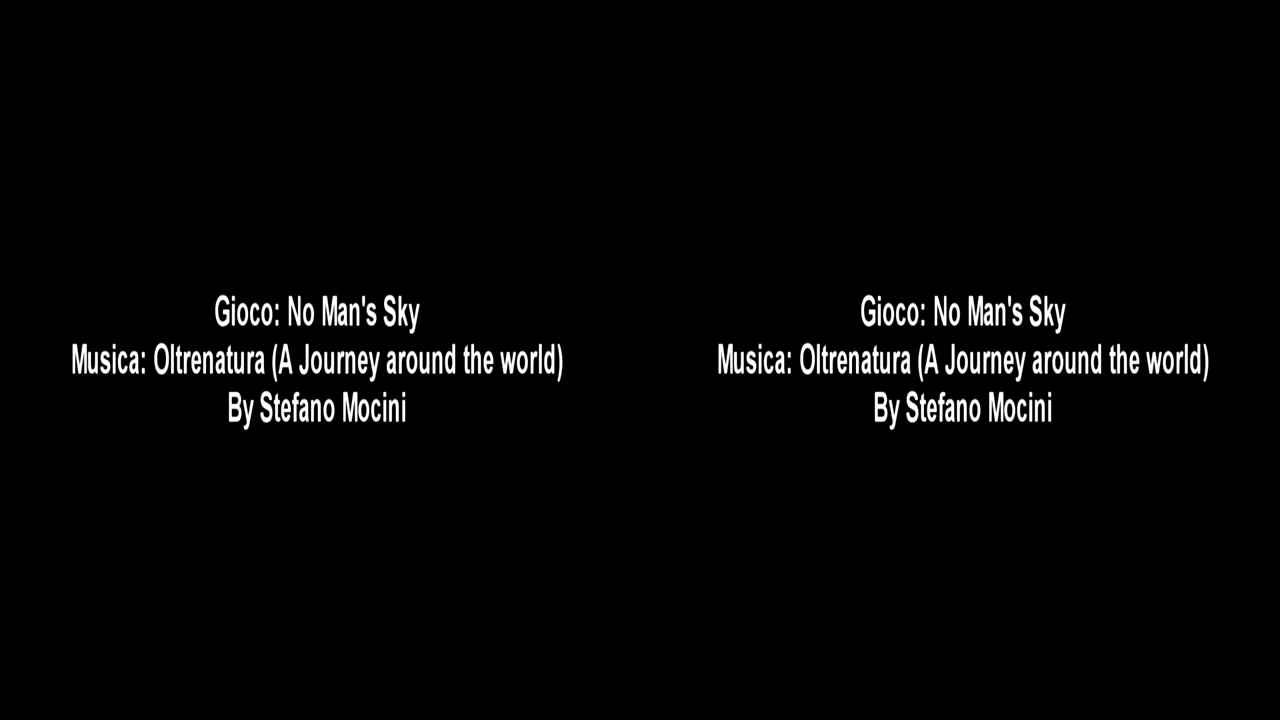 Gioco: No Man's Sky
Musica: Oltrenatura (A Journey around the world)
By Stefano Mocini
Gioco: No Man's Sky
Musica: Oltrenatura (A Journey around the world)
By Stefano Mocini